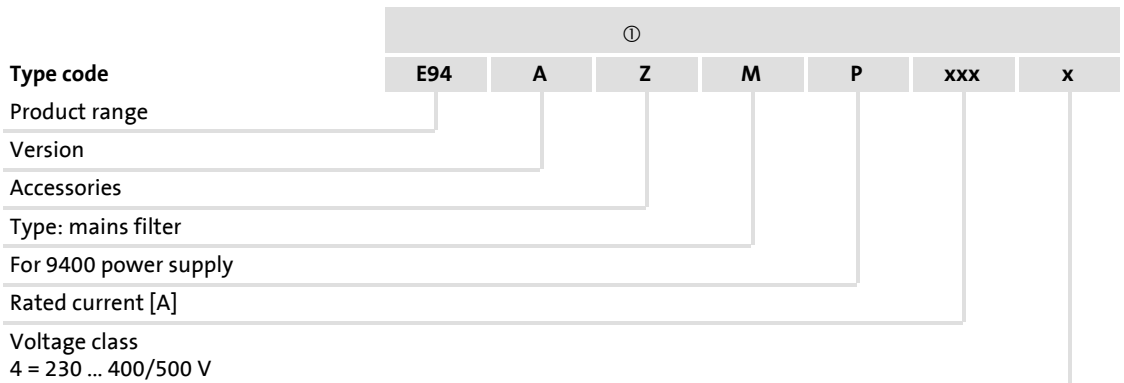 ①
Type code E94 A Z M P xxx x
Product range
Version
Accessories
Type: mains filter
For 9400 power supply
Rated current [A]
Voltage class
4 = 230 ... 400/500 V